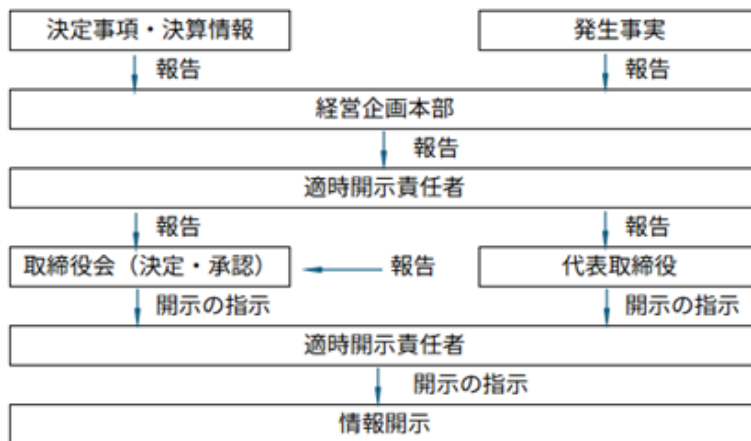 決定事項・決算情報
発生事実
報告
報告
経営企画本部
報告
適時開示責任者
報告
報告
取締役会（決定・承認）
報告
代表取締役
開示の指示
開示の指示
適時開示責任者
開示の指示
情報開示